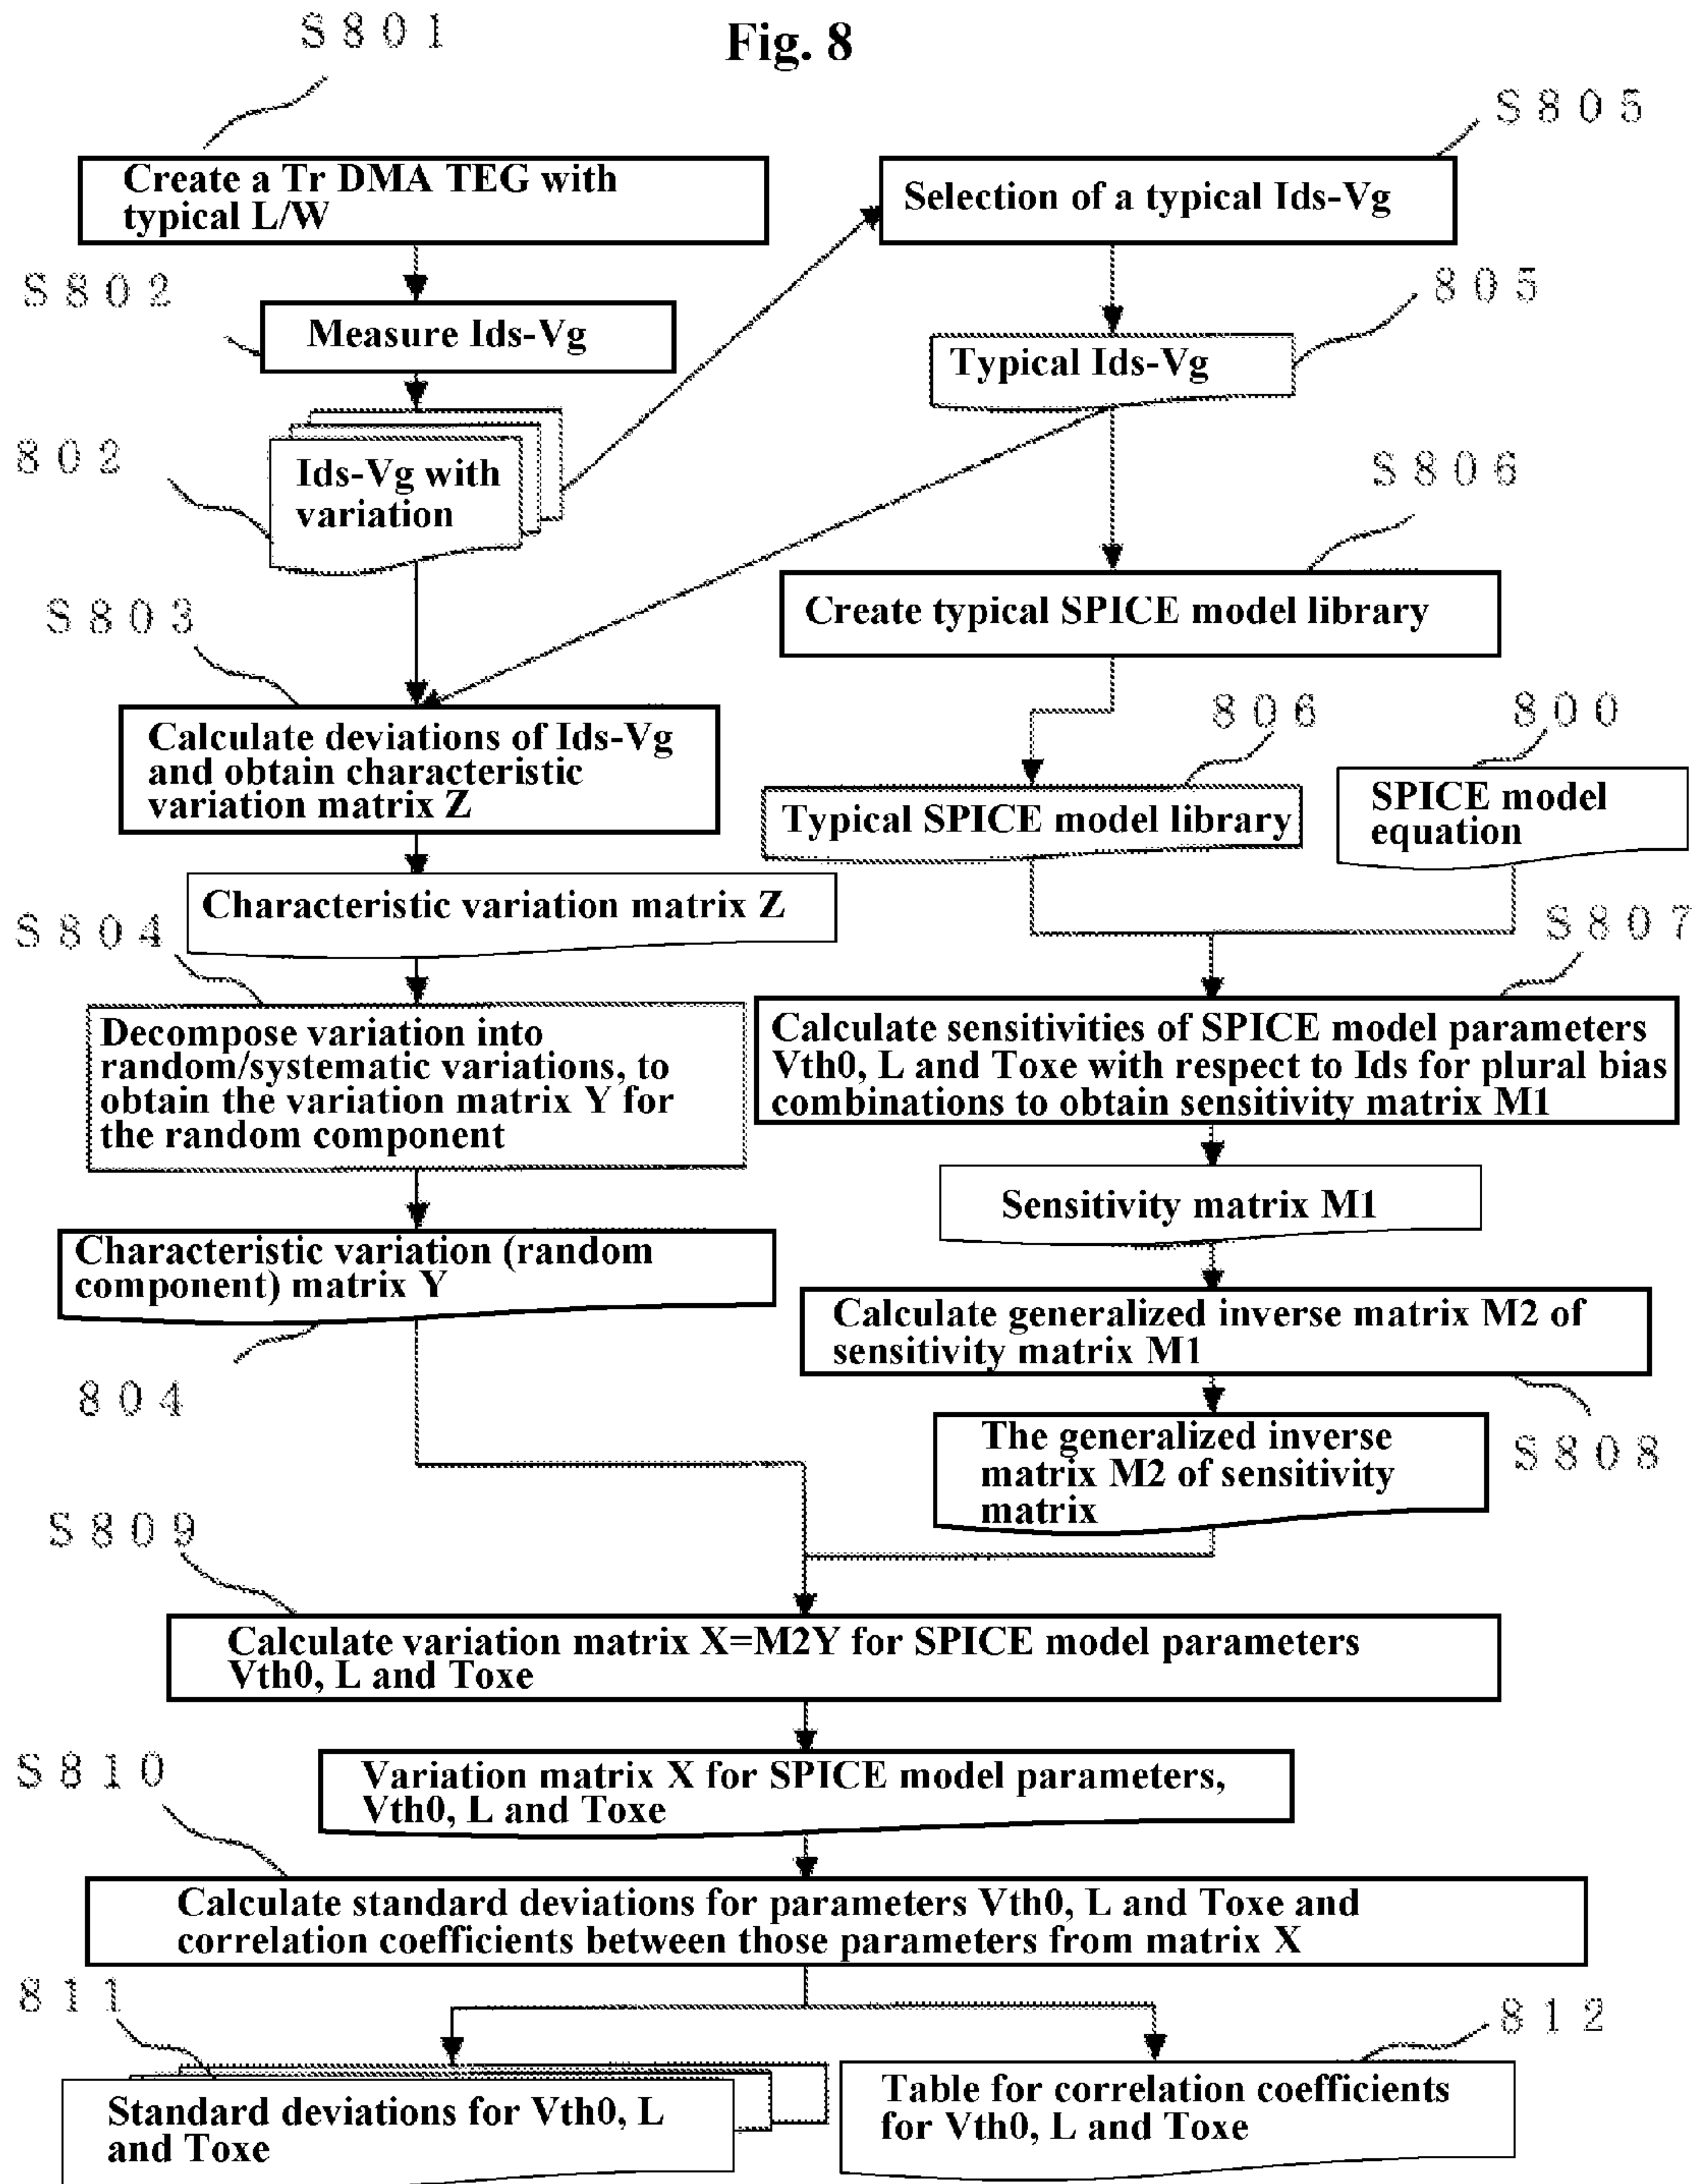 Fig. 8
S801
Create a Tr DMA TEG with
typical L/W
S802
Measure Ids-Vg
802
Ids-Vg with
variation
S805
Selection of a typical Ids-Vg
805
Typical Ids-Vg
S806
Create typical SPICE model library
S803
Calculate deviations of Ids-Vg
and obtain characteristic
variation matrix Z
806
Typical SPICE model library
800
SPICE model
equation
Characteristic variation matrix Z
S804
Decompose variation into
random/systematic variations, to
obtain the variation matrix Y for
the random component
S807
Calculate sensitivities of SPICE model parameters
Vth0, L and Toxe with respect to Ids for plural bias
combinations to obtain sensitivity matrix M1
Sensitivity matrix M1
Characteristic variation (random
component) matrix Y
804
Calculate generalized inverse matrix M2 of
sensitivity matrix M1
S808
The generalized inverse
matrix M2 of sensitivity
matrix
S809
Calculate variation matrix X=M2Y for SPICE model parameters
Vth0, L and Toxe
S810
Variation matrix X for SPICE model parameters,
Vth0, L and Toxe
Calculate standard deviations for parameters Vth0, L and Toxe and
correlation coefficients between those parameters from matrix X
811
Standard deviations for Vth0, L
and Toxe
812
Table for correlation coefficients
for Vth0, L and Toxe